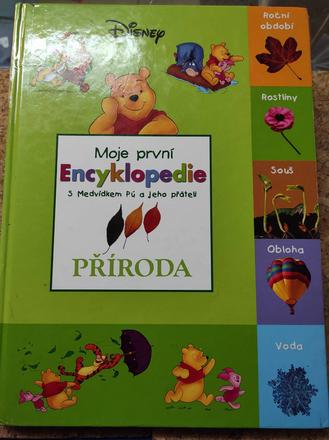 Disney
Moje první
Encyklopedie
S Medvídkem Pú a jeho přáteli
PŘÍRODA
Roční
období
Rostliny
Souš
Obloha
Voda